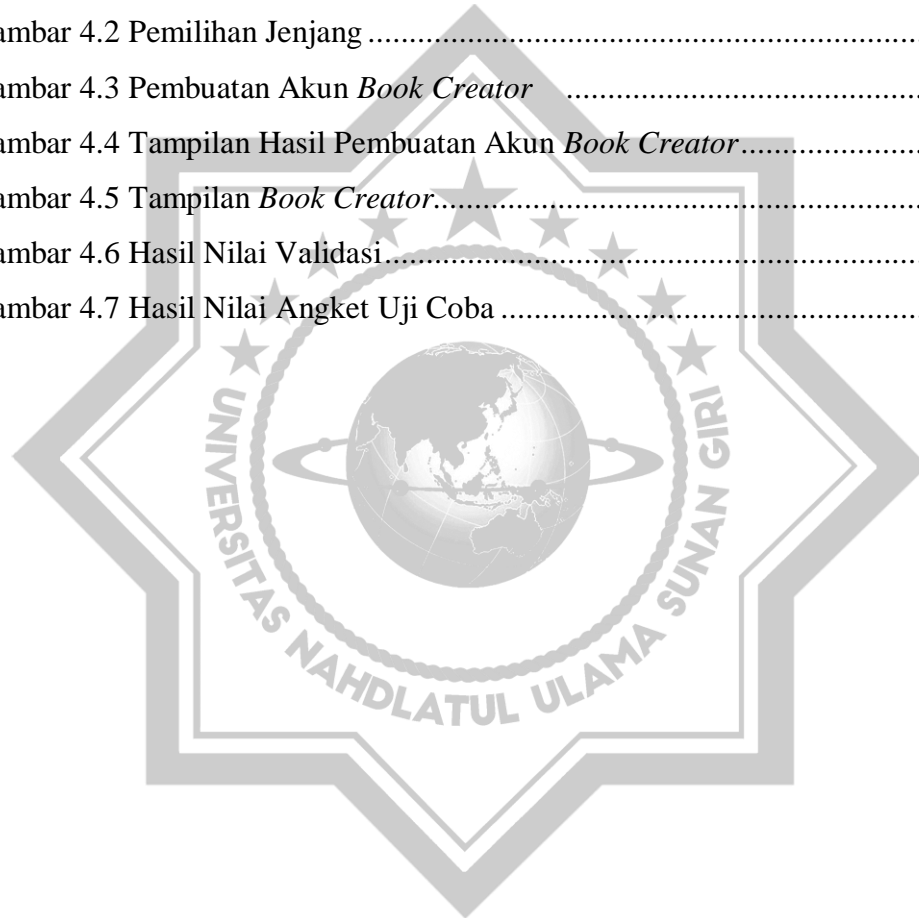 ambar 4.2 Pemilihan Jenjang ........................................................
ambar 4.3 Pembuatan Akun Book Creator ....................................
ambar 4.4 Tampilan Hasil Pembuatan Akun Book Creator ..................
ambar 4.5 Tampilan Book Creator .................................................
ambar 4.6 Hasil Nilai Validasi ......................................................
ambar 4.7 Hasil Nilai Angket Uji Coba ..........................................
UNIVERSITAS NAHDLATUL ULAMA SUNAN GIRI